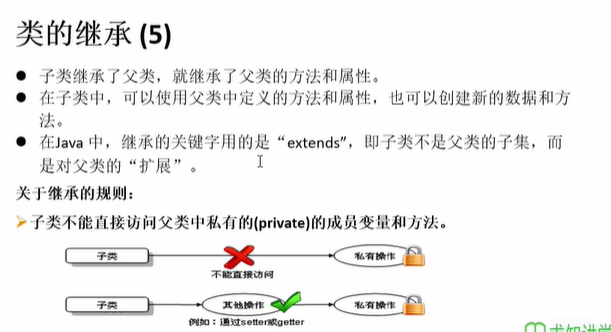 类的继承 (5)
● 子类继承了父类，就继承了父类的方法和属性。
● 在子类中，可以使用父类中定义的方法和属性，也可以创建新的数据和方
法。
● 在Java 中，继承的关键字用的是“extends”，即子类不是父类的子集，而
是对父类的“扩展”。
关于继承的规则：
➢子类不能直接访问父类中私有的(private)的成员变量和方法。
子类 私有操作
不能直接访问
子类 其他操作 私有操作
例如：通过setter或getter
求知讲堂